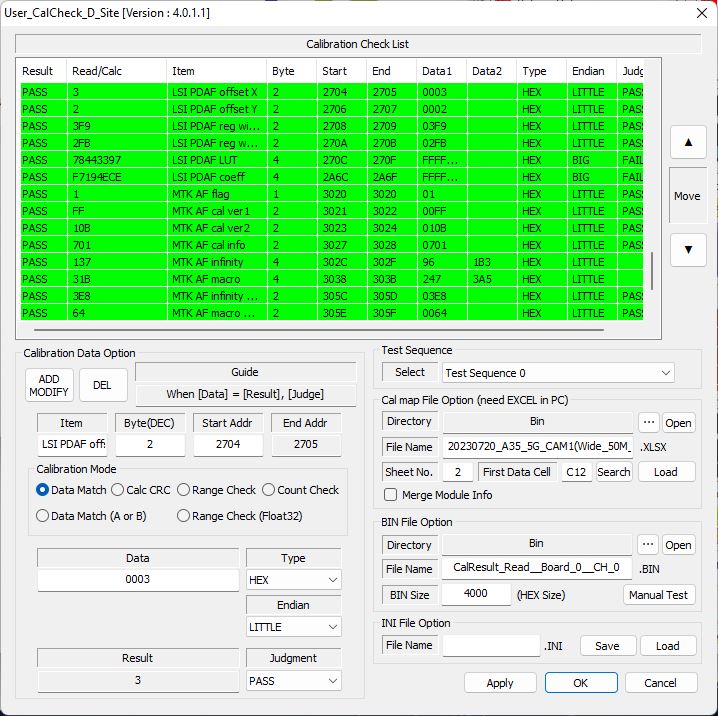 User_CalCheck_D_Site [Version : 4.0.1.1]
Calibration Check List
Result Read/Calc Item Byte Start End Data1 Data2 Type Endian Judg
PASS 3 LSI PDAF offset X 2 2704 2705 0003 HEX LITTLE PAS
PASS 2 LSI PDAF offset Y 2 2706 2707 0002 HEX LITTLE PAS
PASS 3F9 LSI PDAF reg wi... 2 2708 2709 03F9 HEX LITTLE PAS
PASS 2FB LSI PDAF reg w... 2 270A 270B 02FB HEX LITTLE PAS
PASS 78443397 LSI PDAF LUT 4 270C 270F FFFF... HEX BIG FAIL
PASS F7194ECE LSI PDAF coeff 4 2A6C 2A6F FFFF... HEX BIG FAIL
PASS 1 MTK AF flag 1 3020 3020 01 HEX LITTLE PAS
PASS FF MTK AF cal ver1 2 3021 3022 00FF HEX LITTLE PAS
PASS 10B MTK AF cal ver2 2 3023 3024 010B HEX LITTLE PAS
PASS 701 MTK AF cal info 2 3027 3028 0701 HEX LITTLE PAS
PASS 137 MTK AF infinity 4 302C 302F 96 1B3 HEX LITTLE
PASS 31B MTK AF macro 4 3038 303B 247 3A5 HEX LITTLE
PASS 3E8 MTK AF infinity ... 2 305C 305D 03E8 HEX LITTLE PAS
PASS 64 MTK AF macro ... 2 305E 305F 0064 HEX LITTLE PAS
Move
Calibration Data Option
ADD
MODIFY
DEL
Guide
When [Data] = [Result], [Judge]
Item Byte(DEC) Start Addr End Addr
LSI PDAF off: 2 2704 2705
Calibration Mode
Data Match Calc CRC Range Check Count Check
Data Match (A or B) Range Check (Float32)
Data Type
0003 HEX
Endian
LITTLE
Result Judgment
3 PASS
Test Sequence
Select Test Sequence 0
Cal map File Option (need EXCEL in PC)
Directory Bin ... Open
File Name 20230720_A35_5G_CAM1(Wide_50M_ .XLSX
Sheet No. 2 First Data Cell C12 Search Load
Merge Module Info
BIN File Option
Directory Bin ... Open
File Name CalResult_Read__Board_0__CH_0 .BIN
BIN Size 4000 (HEX Size) Manual Test
INI File Option
File Name .INI Save Load
Apply OK Cancel